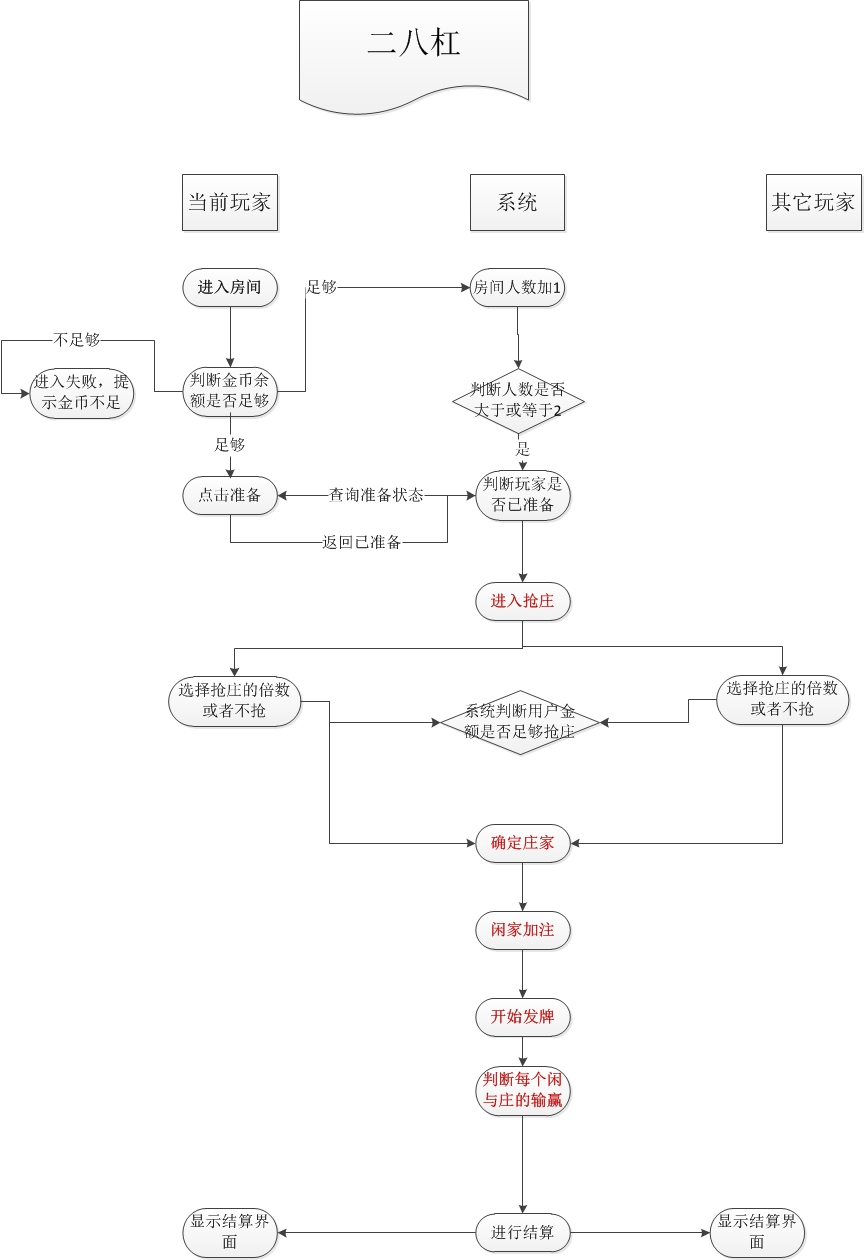 二八杠
当前玩家
系统
其它玩家
进入房间
足够
房间人数加1
不足够
进入失败，提
示金币不足
判断金币余
额是否足够
判断人数是否
大于或等于2
足够
是
点击准备
查询准备状态
判断玩家是
否已准备
返回已准备
进入抢庄
选择抢庄的倍数
或者不抢
系统判断用户金
额是否足够抢庄
选择抢庄的倍数
或者不抢
确定庄家
闲家加注
开始发牌
判断每个闲
与庄的输赢
显示结算界
面
进行结算
显示结算界
面